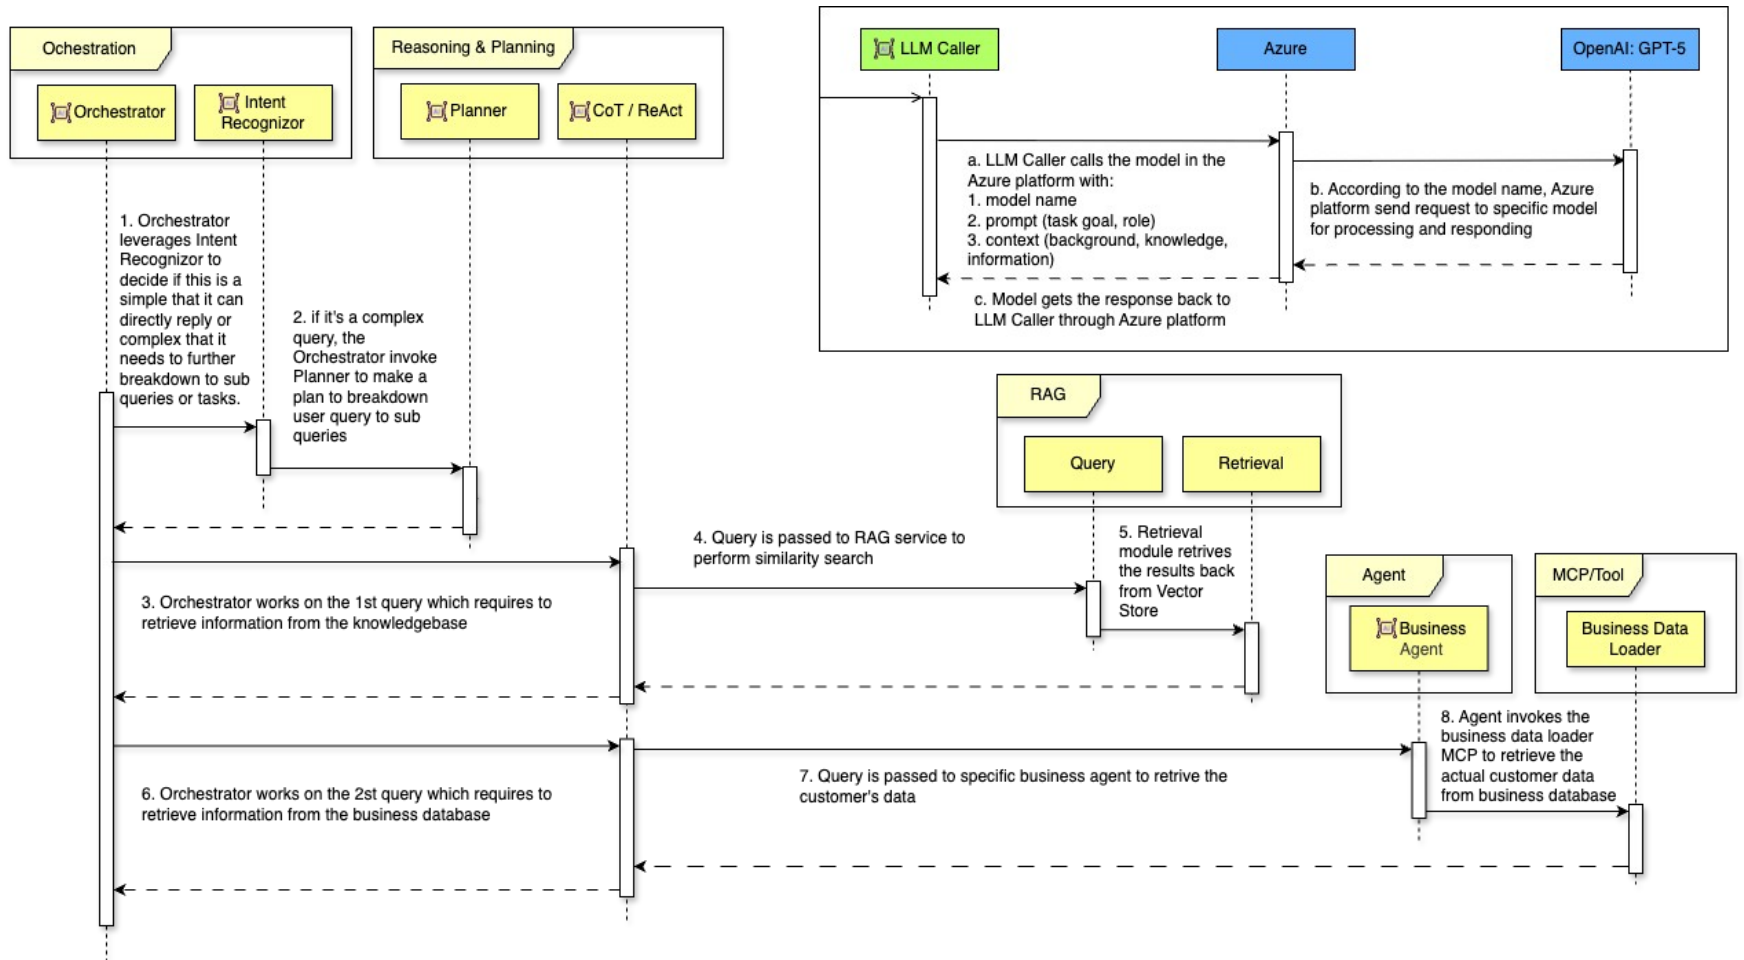 Ochestration
Orchestrator
Intent
Recognizor
Reasoning & Planning
Planner
CoT / ReAct
LLM Caller
Azure
OpenAI: GPT-5
a. LLM Caller calls the model in the
Azure platform with:
1. model name
2. prompt (task goal, role)
3. context (background, knowledge,
information)
b. According to the model name, Azure
platform send request to specific model
for processing and responding
c. Model gets the response back to
LLM Caller through Azure platform
1. Orchestrator
leverages Intent
Recognizor to
decide if this is a
simple that it can
directly reply or
complex that it
needs to further
breakdown to sub
queries or tasks.
2. if it's a complex
query, the
Orchestrator invoke
Planner to make a
plan to breakdown
user query to sub
queries
RAG
Query
Retrieval
3. Orchestrator works on the 1st query which requires to
retrieve information from the knowledgebase
4. Query is passed to RAG service to
perform similarity search
5. Retrieval
module retrives
the results back
from Vector
Store
Agent
Business
Agent
MCP/Tool
Business Data
Loader
6. Orchestrator works on the 2st query which requires to
retrieve information from the business database
7. Query is passed to specific business agent to retrive the
customer's data
8. Agent invokes the
business data loader
MCP to retrieve the
actual customer data
from business database